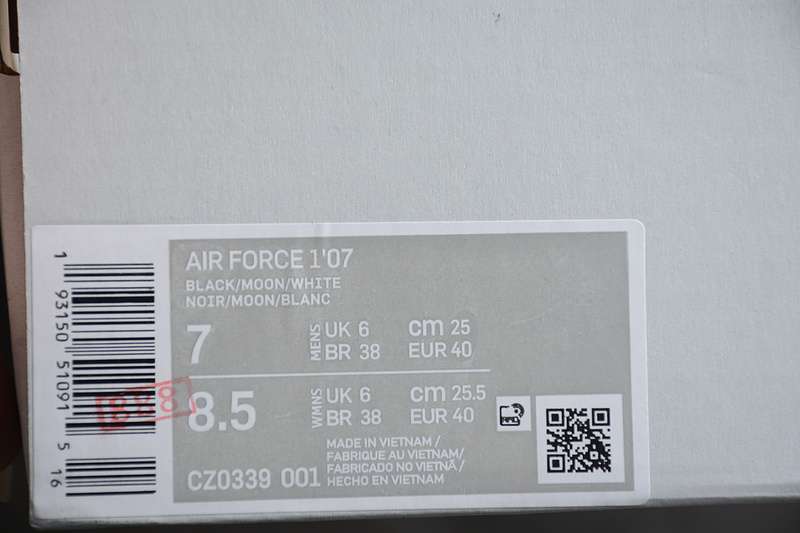 AIR FORCE 1'07
BLACK/MOON/WHITE
NOIR/MOON/BLANC
7 MENS UK 6 cm 25
BR 38 EUR 40
8.5 WMNS UK 6 cm 25.5
BR 38 EUR 40
MADE IN VIETNAM /
FABRIQUE AU VIETNAM/
FABRICADO NO VIETNÃ /
HECHO EN VIETNAM
CZ0339 001
1 93150 51091 5 16
888